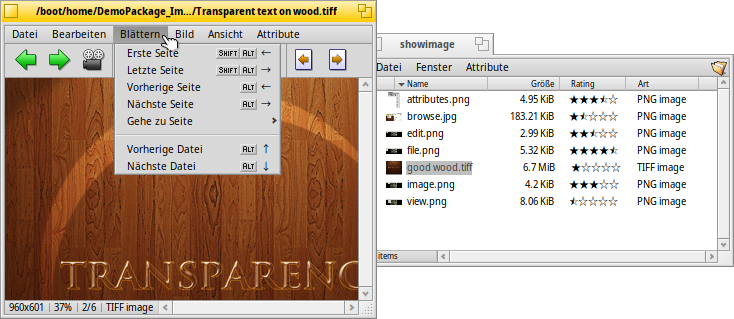 /boot/home/DemoPackage_Im.../Transparent text on wood.tiff
Datei Bearbeiten Blättern Bild Ansicht Attribute
Erste Seite SHIFT ALT ←
Letzte Seite SHIFT ALT →
Vorherige Seite ALT ←
Nächste Seite ALT →
Gehe zu Seite
Vorherige Datei ALT ↑
Nächste Datei ALT ↓
TRANSPARENC
960x601 37% 2/6 TIFF image
showimage
Datei Fenster Attribute
Name Größe Rating Art
attributes.png 4.95 KiB ★★★⯪☆ PNG image
browse.jpg 183.21 KiB ★⯪☆☆☆ PNG image
edit.png 2.99 KiB ★★★⯪☆ PNG image
file.png 5.32 KiB ★★★★⯪ PNG image
good wood.tiff 6.7 MiB ★☆☆☆☆ TIFF image
image.png 4.2 KiB ★★★☆☆ PNG image
view.png 8.06 KiB ⯪☆☆☆☆ PNG image
items